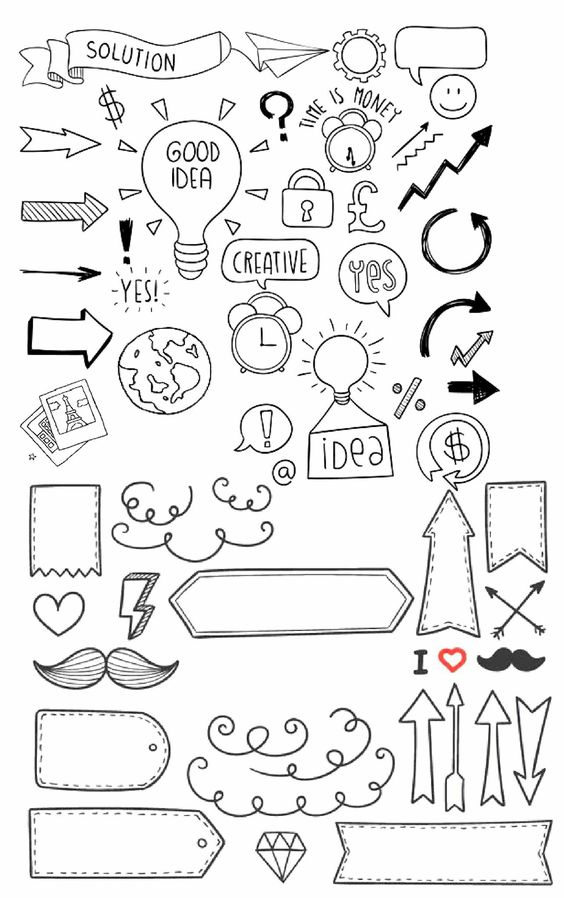 SOLUTION
$
?
TIME IS MONEY
GOOD
IDEA
£
!
CREATIVE
YES
YES!
%
!
idea
$
@
I